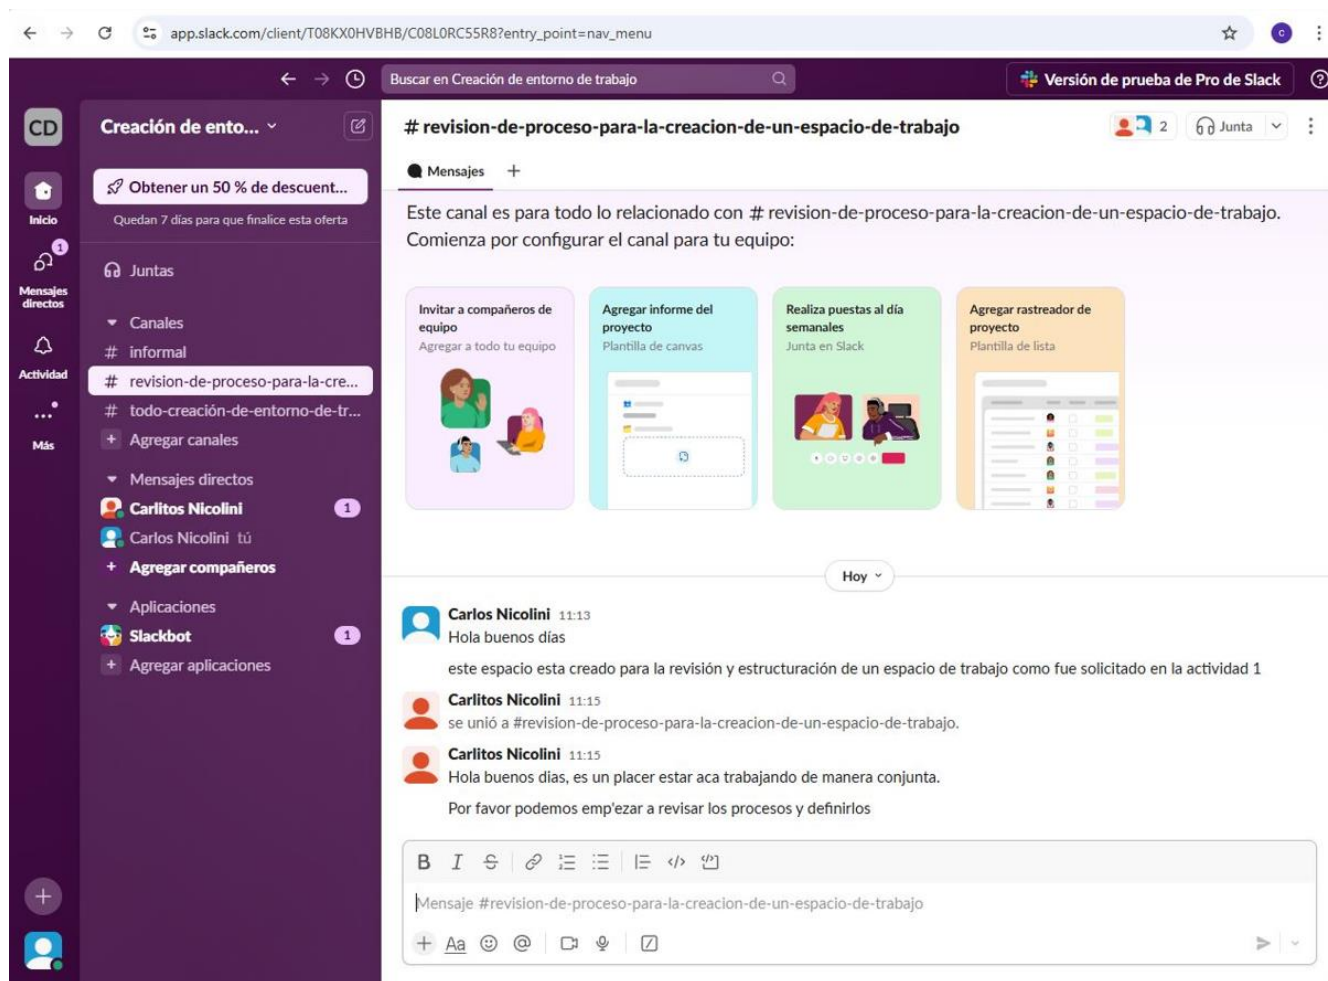 app.slack.com/client/T08KX0HVBHB/C08L0RC55R8?entry_point=nav_menu
C
Buscar en Creación de entorno de trabajo
Versión de prueba de Pro de Slack
CD
Inicio
1
Mensajes
directos
Actividad
Más
Creación de ento...
Obtener un 50 % de descuent...
Quedan 7 días para que finalice esta oferta
Juntas
Canales
# informal
# revision-de-proceso-para-la-cre...
# todo-creación-de-entorno-de-tr...
+ Agregar canales
Mensajes directos
Carlitos Nicolini 1
Carlos Nicolini tú
+ Agregar compañeros
Aplicaciones
Slackbot 1
+ Agregar aplicaciones
# revision-de-proceso-para-la-creacion-de-un-espacio-de-trabajo
2
Junta
Mensajes +
Este canal es para todo lo relacionado con # revision-de-proceso-para-la-creacion-de-un-espacio-de-trabajo.
Comienza por configurar el canal para tu equipo:
Invitar a compañeros de
equipo
Agregar a todo tu equipo
Agregar informe del
proyecto
Plantilla de canvas
Realiza puestas al día
semanales
Junta en Slack
Agregar rastreador de
proyecto
Plantilla de lista
Hoy
Carlos Nicolini 11:13
Hola buenos días
este espacio esta creado para la revisión y estructuración de un espacio de trabajo como fue solicitado en la actividad 1
Carlitos Nicolini 11:15
se unió a #revision-de-proceso-para-la-creacion-de-un-espacio-de-trabajo.
Carlitos Nicolini 11:15
Hola buenos dias, es un placer estar aca trabajando de manera conjunta.
Por favor podemos emp'ezar a revisar los procesos y definirlos
B I S
Mensaje #revision-de-proceso-para-la-creacion-de-un-espacio-de-trabajo
+ Aa @